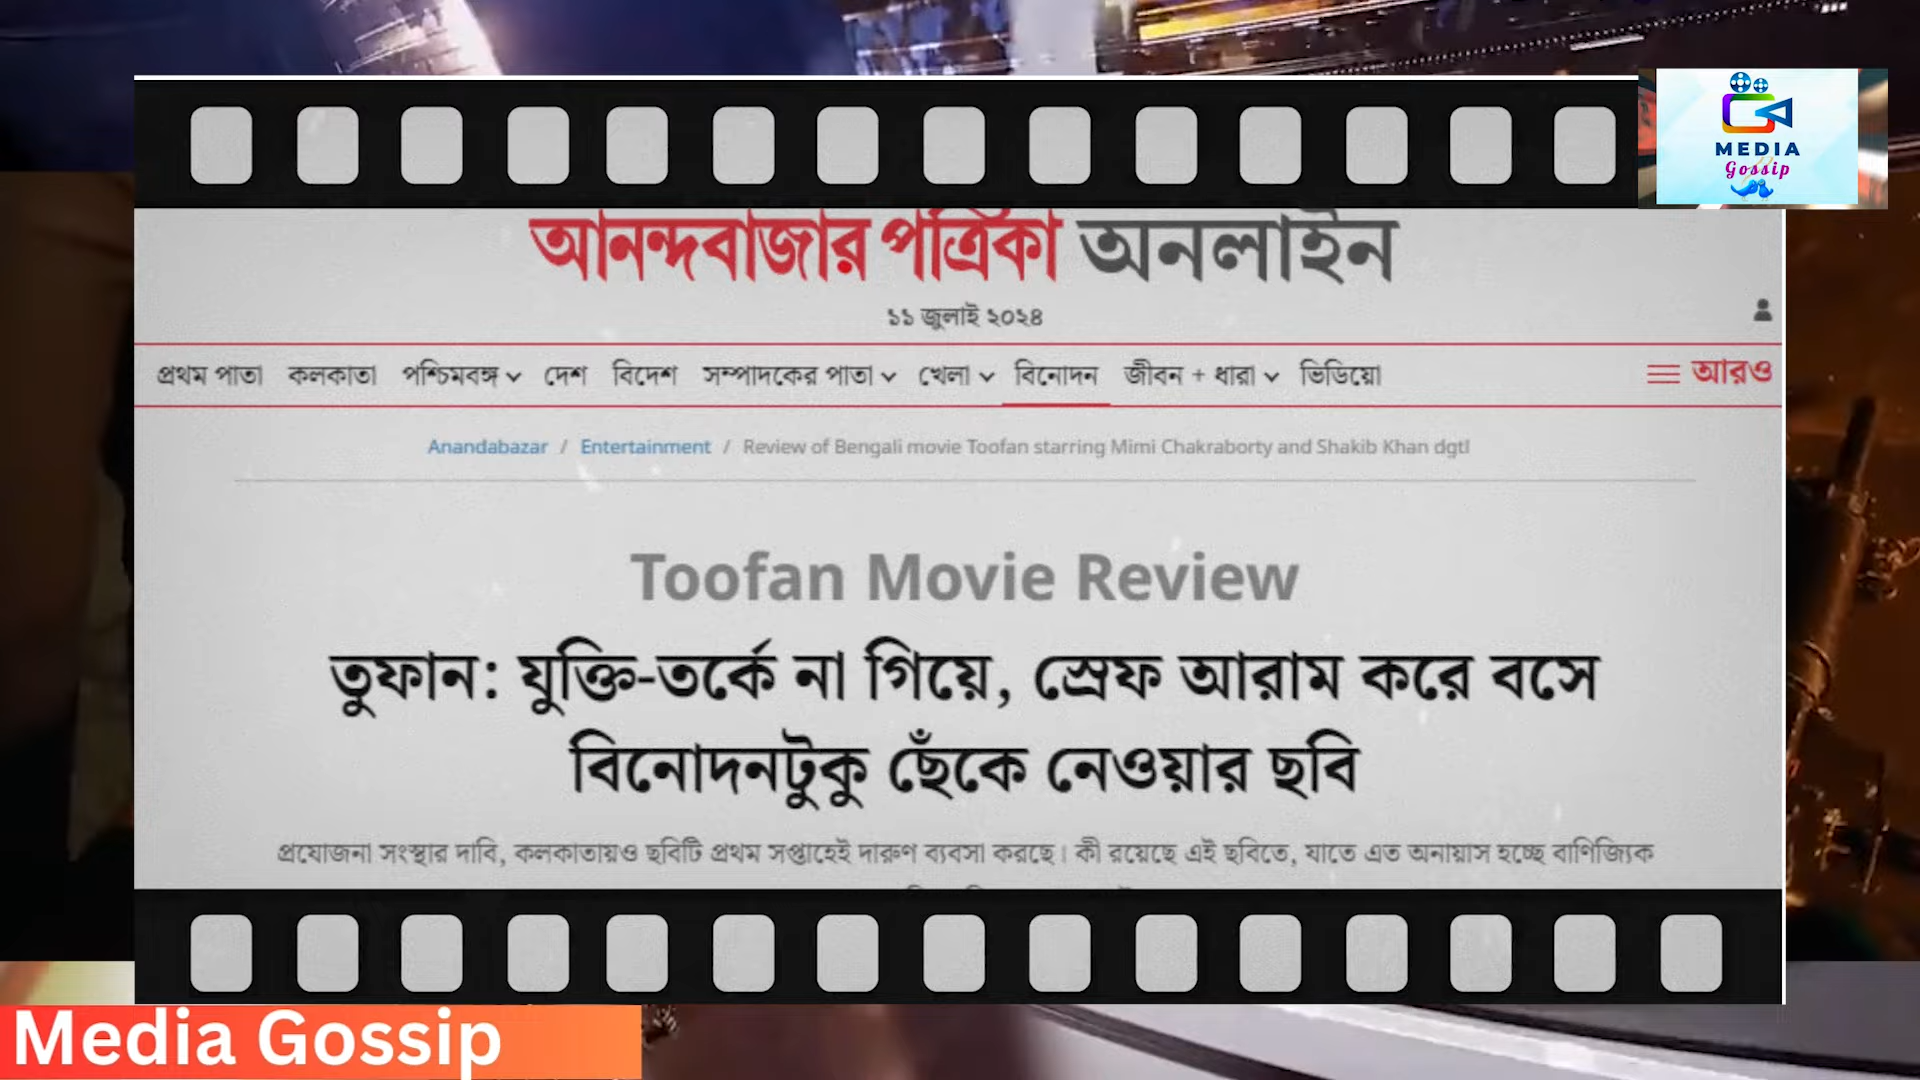 MEDIA
Gossip
আনন্দবাজার পত্রিকা অনলাইন
১১ জুলাই ২০২৪
প্রথম পাতা কলকাতা পশ্চিমবঙ্গ দেশ বিদেশ সম্পাদকের পাতা খেলা বিনোদন জীবন + ধারা ভিডিয়ো আরও
Anandabazar / Entertainment / Review of Bengali movie Toofan starring Mimi Chakraborty and Shakib Khan dgtl
Toofan Movie Review
তুফান: যুক্তি-তর্কে না গিয়ে, স্রেফ আরাম করে বসে
বিনোদনটুকু ছেঁকে নেওয়ার ছবি
প্রযোজনা সংস্থার দাবি, কলকাতায়ও ছবিটি প্রথম সপ্তাহেই দারুণ ব্যবসা করছে। কী রয়েছে এই ছবিতে, যাতে এত অনায়াস হচ্ছে বাণিজ্যিক
Media Gossip